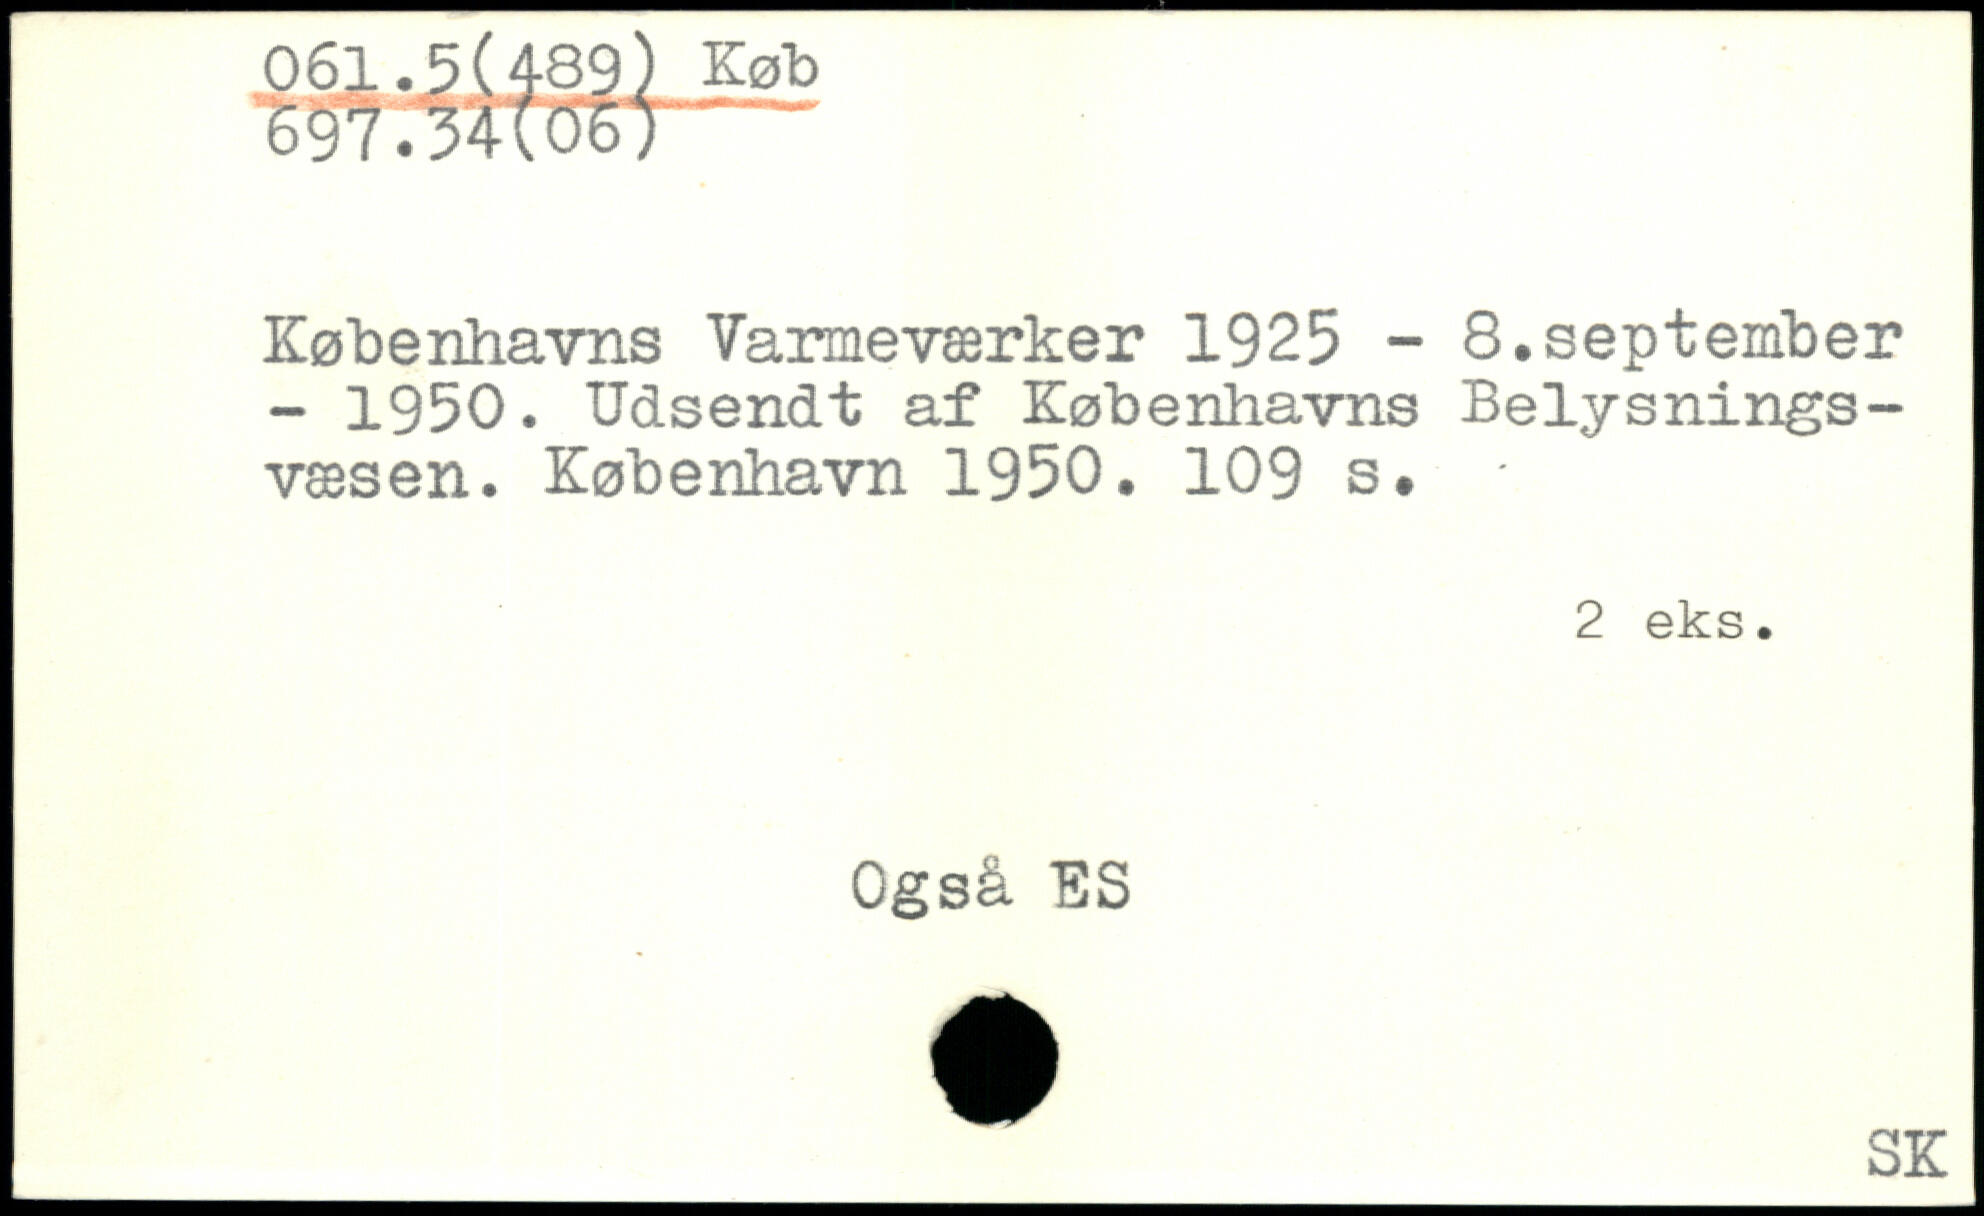 061.5(489) Køb
697.34(06)
Københavns Varmeværker 1925 - 8.september
- 1950. Udsendt af Københavns Belysnings-
væsen. København 1950. 109 s.
2 eks.
Også ES
SK